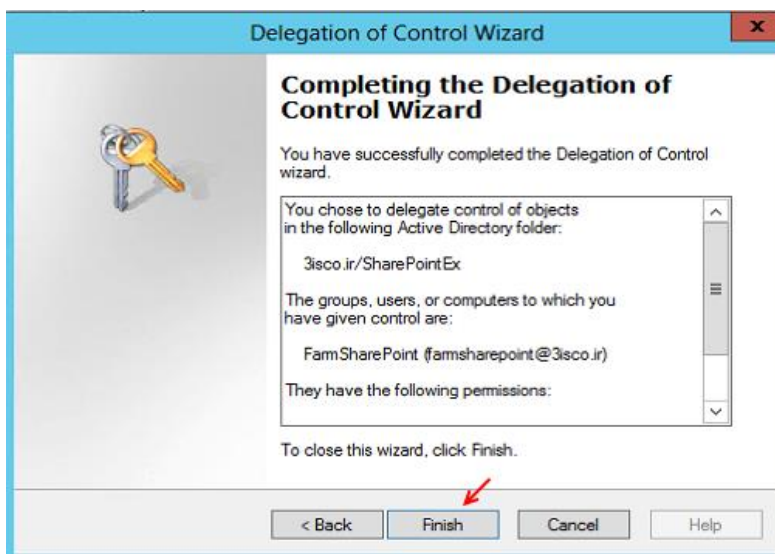 Delegation of Control Wizard
x
Completing the Delegation of
Control Wizard
You have successfully completed the Delegation of Control
wizard.
You chose to delegate control of objects
in the following Active Directory folder:
3isco.ir/SharePointEx
The groups, users, or computers to which you
have given control are:
FarmSharePoint (farmsharepoint@3isco.ir)
They have the following permissions:
To close this wizard, click Finish.
< Back Finish Cancel Help